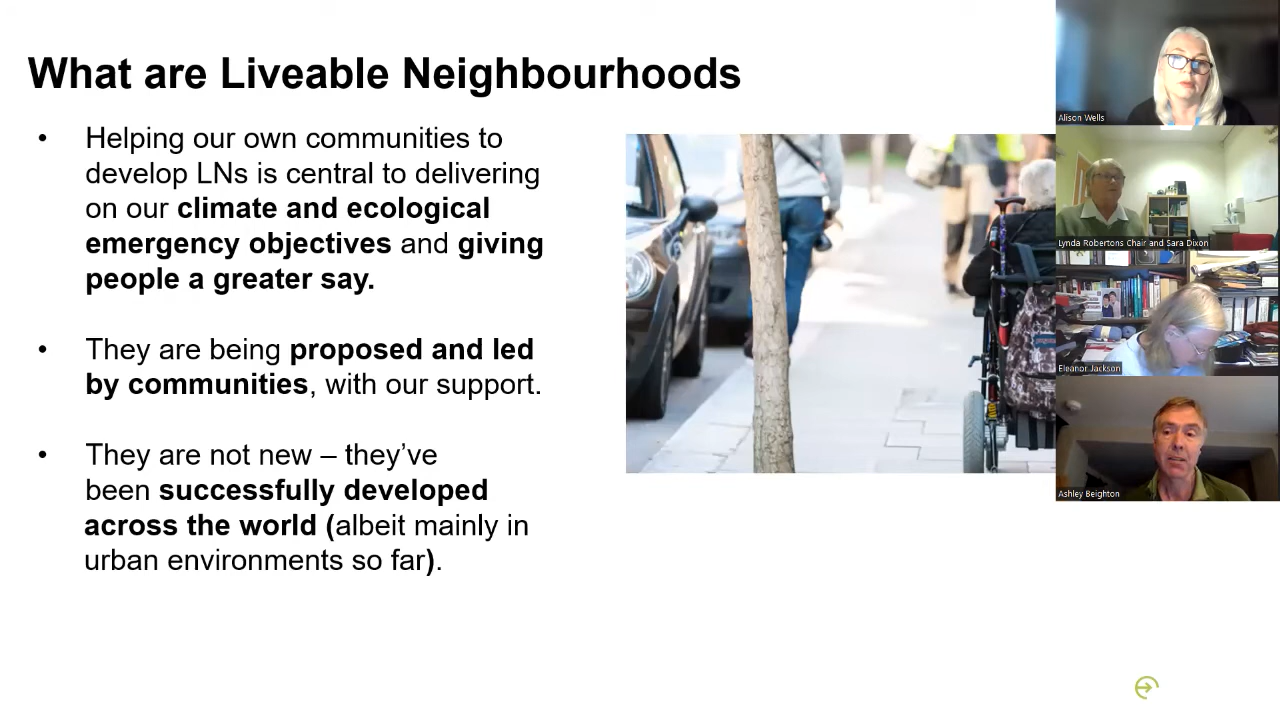 What are Liveable Neighbourhoods
• Helping our own communities to
develop LNs is central to delivering
on our climate and ecological
emergency objectives and giving
people a greater say.
• They are being proposed and led
by communities, with our support.
• They are not new – they’ve
been successfully developed
across the world (albeit mainly in
urban environments so far).
Alison Wells
Lynda Robertons Chair and Sara Dixon
Eleanor Jackson
Ashley Beighton